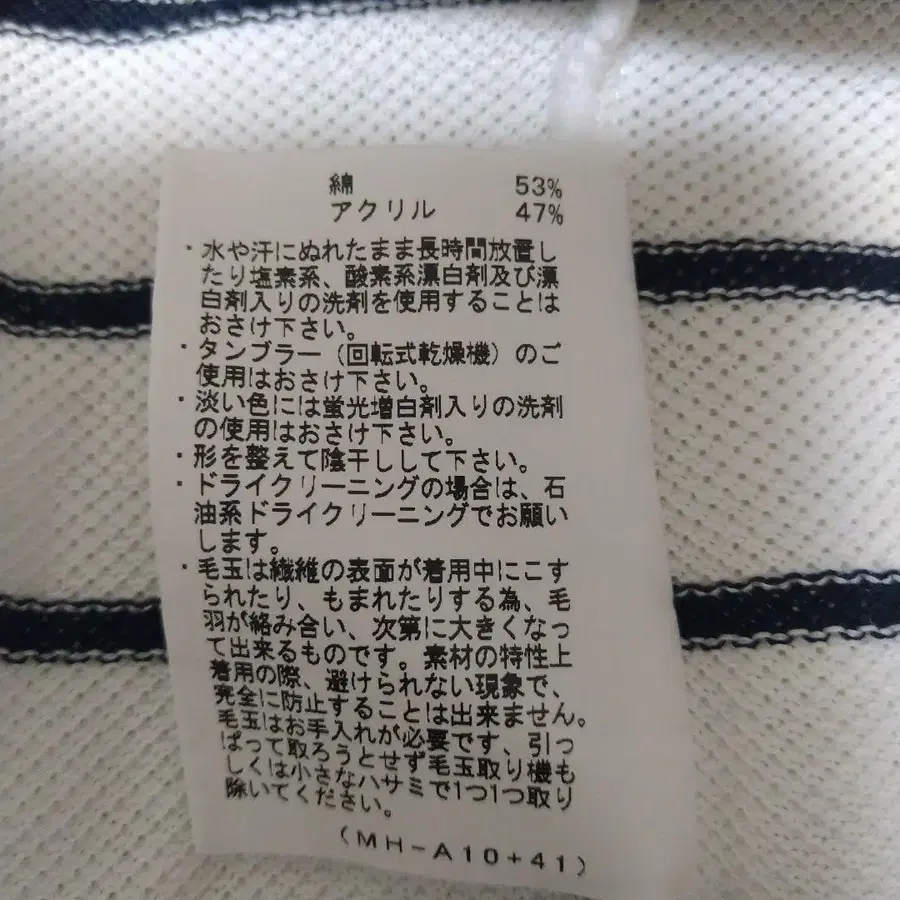 綿 53%
アクリル 47%
・水や汗にぬれたまま長時間放置し
たり塩素系、酸素系漂白剤及び漂
白剤入りの洗剤を使用することは
おさけ下さい。
・タンブラー（回転式乾燥機）のご
使用はおさけ下さい。
・淡い色には蛍光増白剤入りの洗剤
の使用はおさけ下さい。
・形を整えて陰干しして下さい。
・ドライクリーニングの場合は、石
油系ドライクリーニングでお願い
します。
・毛玉は繊維の表面が着用中にこす
られたり、もまれたりする為、毛
羽が絡み合い、次第に大きくなっ
て出来るものです。素材の特性上
着用の際、避けられない現象で、
完全に防止することは出来ません。
毛玉はお手入れが必要です、引っ
ぱって取ろうとせず毛玉取り機も
しくは小さなハサミで1つ1つ取り
除いてください。
（MH-A10+41）